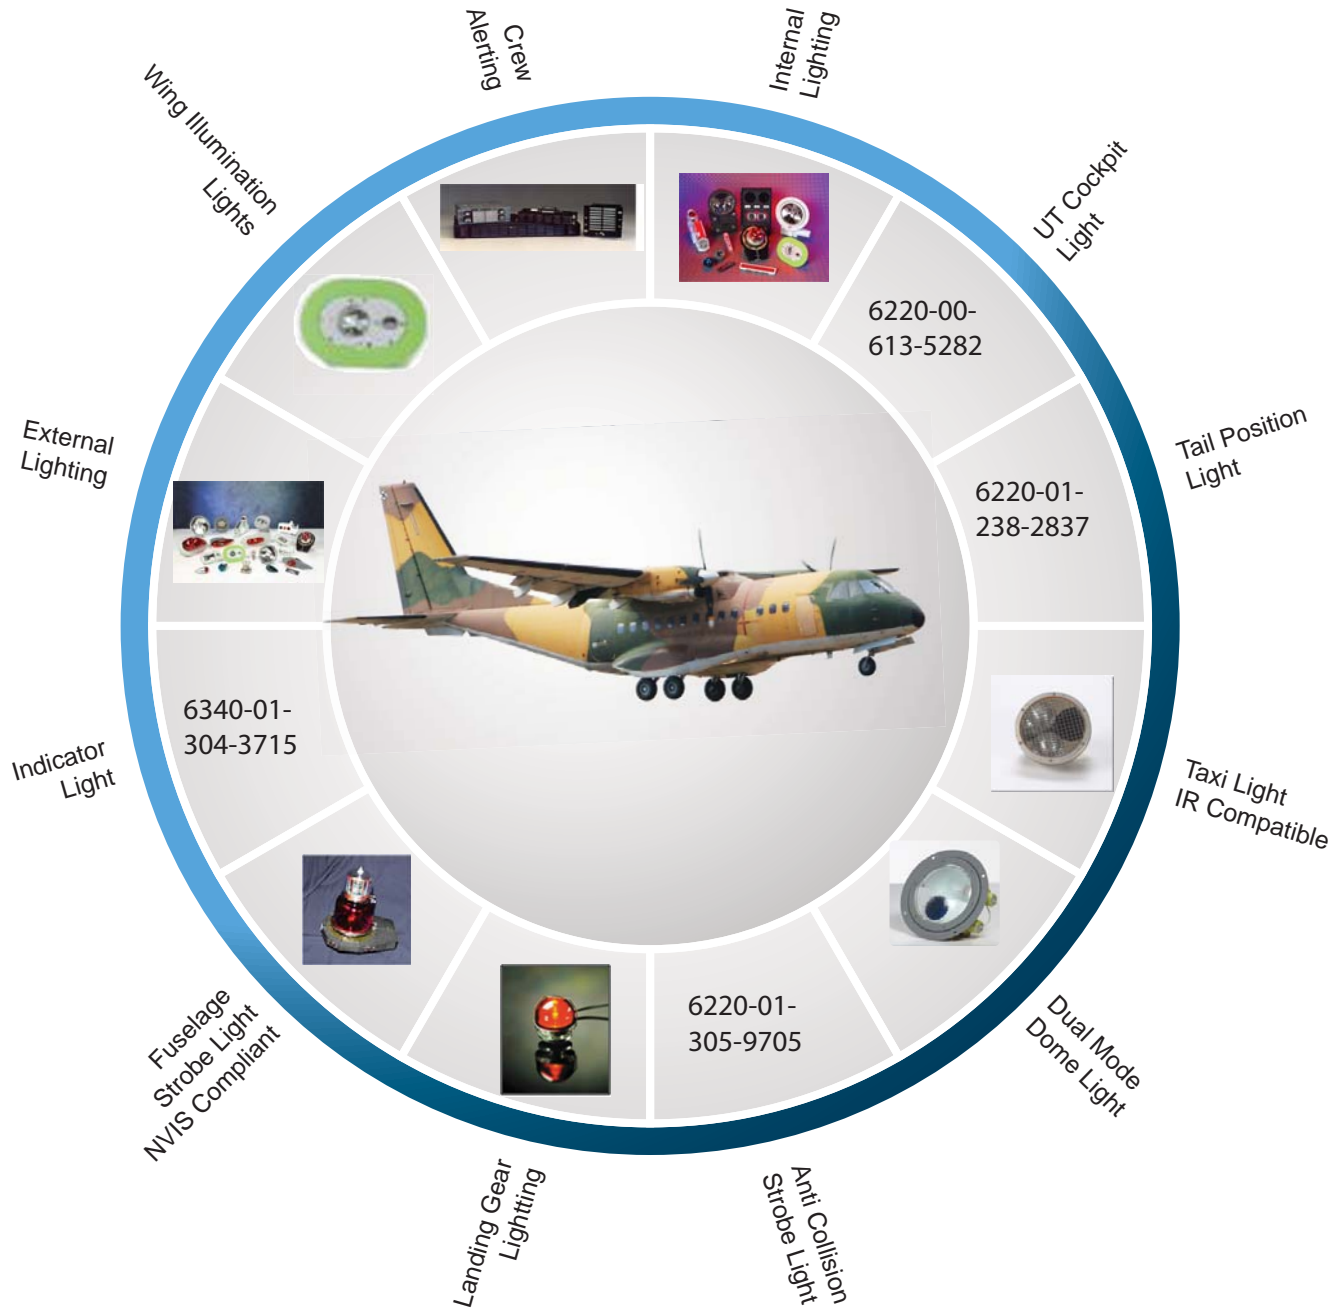 Crew
Alerting
Internal
Lighting
Wing Illumination
Lights
UT Cockpit
Light
6220-00-
613-5282
External
Lighting
Tail Position
Light
6220-01-
238-2837
6340-01-
304-3715
Indicator
Light
Taxi Light
IR Compatible
Fuselage
Strobe Light
NVIS Compliant
6220-01-
305-9705
Dual Mode
Dome Light
Landing Gear
Lightting
Anti Collision
Strobe Light